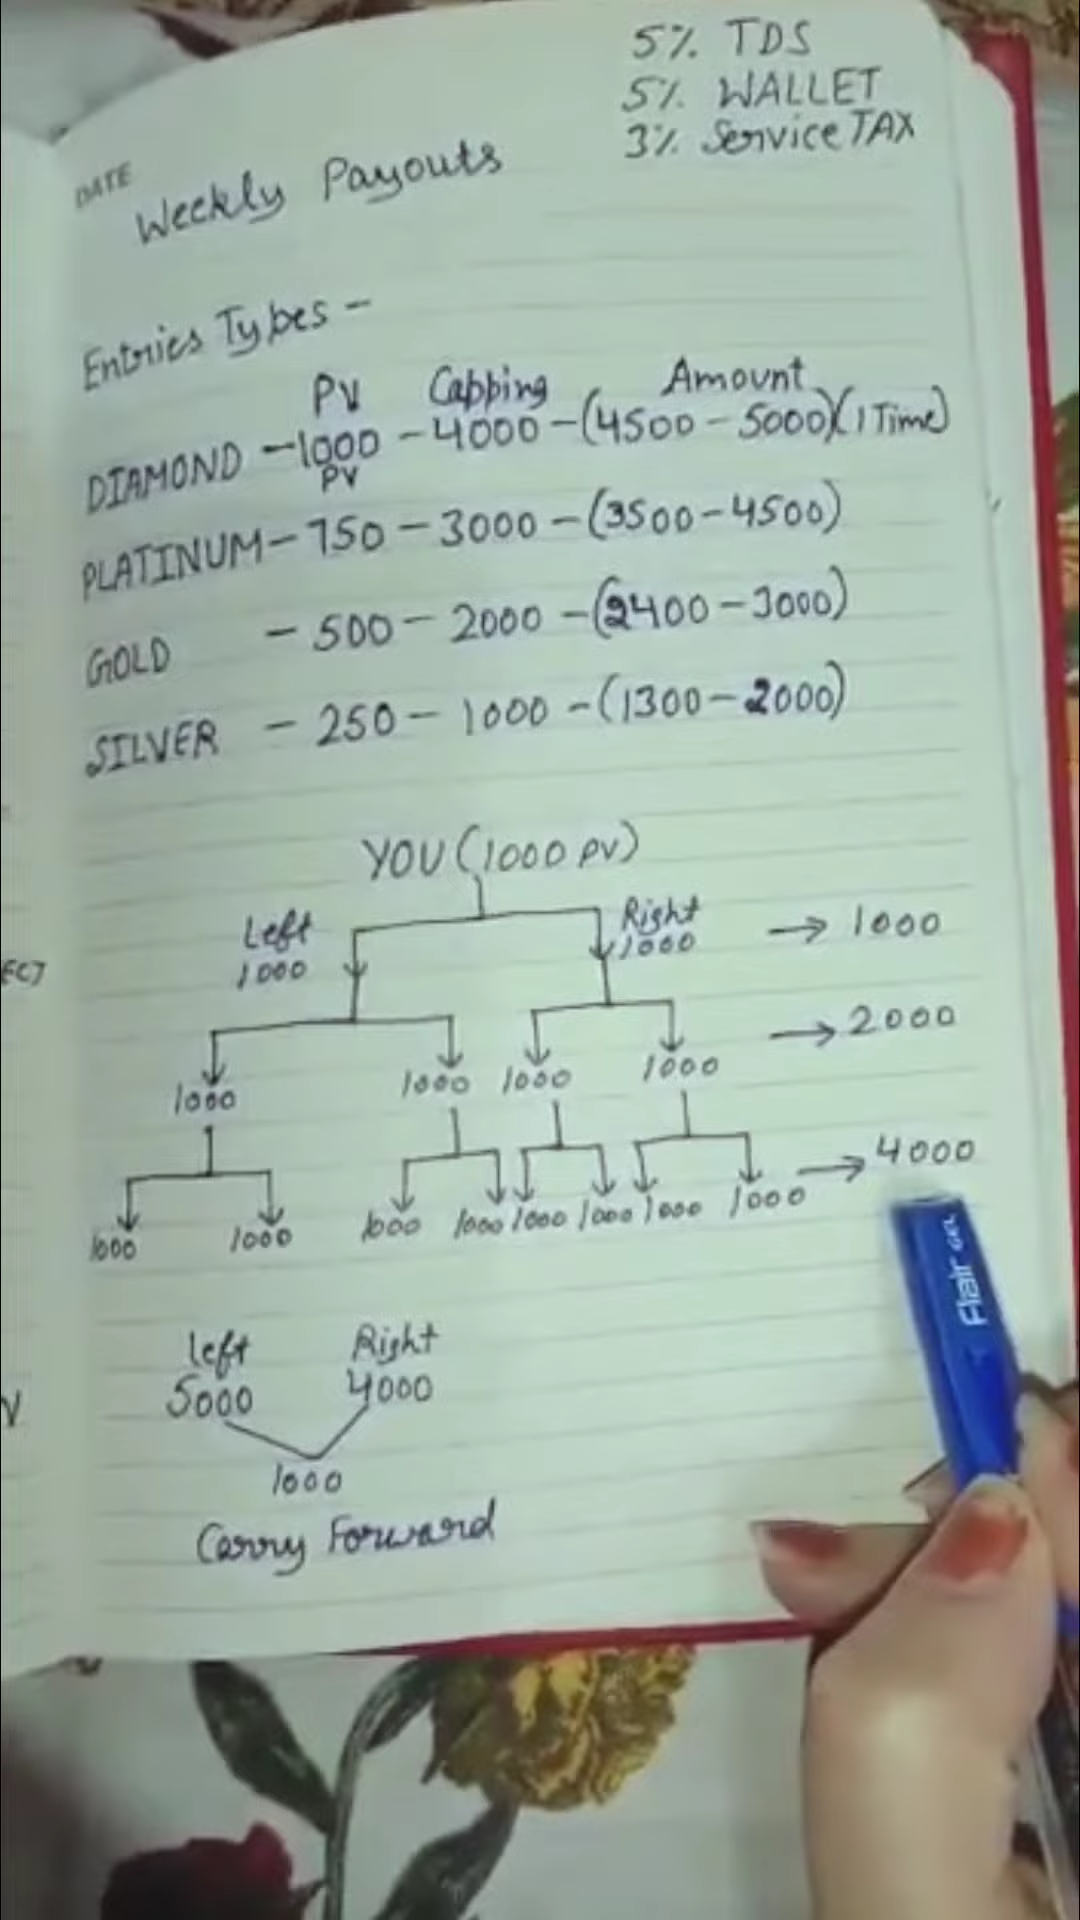 5% TDS
5% WALLET
3% Service TAX
DATE
Weekly Payouts
Entries Types -
PV Capping Amount
DIAMOND - 1000 - 4000 - (4500 - 5000) (1 Time)
PV
PLATINUM - 750 - 3000 - (3500 - 4500)
GOLD - 500 - 2000 - (2400 - 3000)
SILVER - 250 - 1000 - (1300 - 2000)
YOU (1000 PV)
Left Right
1000 1000 → 1000
1000 1000 1000 1000 → 2000
1000 1000 1000 1000 1000 1000 1000 1000 → 4000
Left Right
5000 4000
1000
Carry Forward
Flair GEL